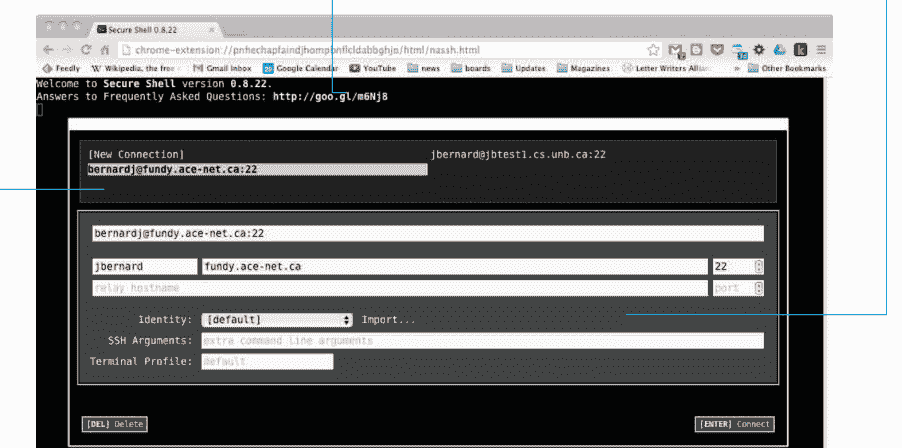 Secure Shell 0.8.22
chrome-extension://pnhechapfaindjhompbnflcldabbghjo/html/nassh.html
Feedly Wikipedia, the free Gmail Inbox Google Calendar YouTube news boards Updates Magazines Letter Writers » Other Bookmarks
Welcome to Secure Shell version 0.8.22.
Answers to Frequently Asked Questions: http://goo.gl/m6Nj8
[New Connection] jbernard@jbtest1.cs.unb.ca:22
bernardj@fundy.ace-net.ca:22
bernardj@fundy.ace-net.ca:22
jbernard fundy.ace-net.ca 22
relay hostname port
Identity: [default] Import...
SSH Arguments: extra command line arguments
Terminal Profile: default
[DEL] Delete [ENTER] Connect